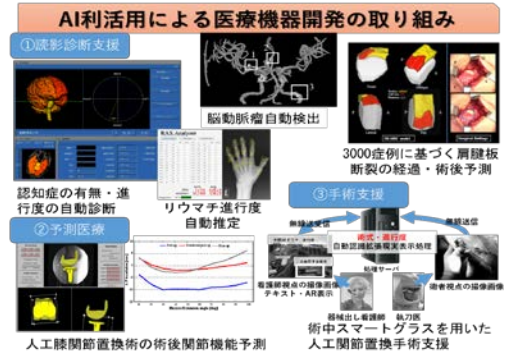 AI利活用による医療機器開発の取り組み
①読影診断支援
脳動脈瘤自動検出
3000症例に基づく肩腱板
断裂の経過・術後予測
認知症の有無・進
行度の自動診断
リウマチ進行度
自動推定
②予測医療
人工膝関節置換術の術後関節機能予測
③手術支援
無線送受信
無線送信
術式・進行度
自動認識拡張現実表示処理
処理サーバ
看護師視点の撮像画像
テキスト・AR表示
術者視点の撮像画像
器械出し看護師
執刀医
術中スマートグラスを用いた
人工関節置換手術支援